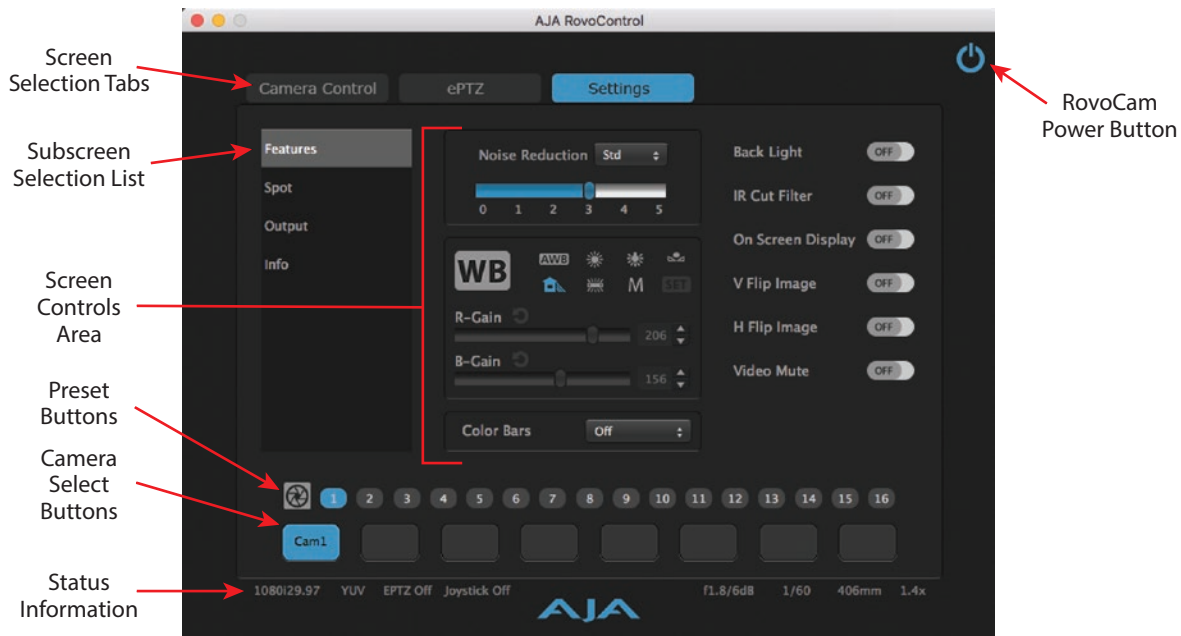 AJA RovoControl
Screen
Selection Tabs
Camera Control
ePTZ
Settings
RovoCam
Power Button
Subscreen
Selection List
Features
Spot
Output
Info
Noise Reduction Std
0 1 2 3 4 5
WB
AWB
M
SET
R-Gain
206
B-Gain
156
Color Bars Off
Back Light OFF
IR Cut Filter OFF
On Screen Display OFF
V Flip Image OFF
H Flip Image OFF
Video Mute OFF
Screen
Controls
Area
Preset
Buttons
1 2 3 4 5 6 7 8 9 10 11 12 13 14 15 16
Camera
Select
Buttons
Cam1
Status
Information
1080i29.97 YUV EPTZ Off Joystick Off
f1.8/6dB 1/60 406mm 1.4x
AJA